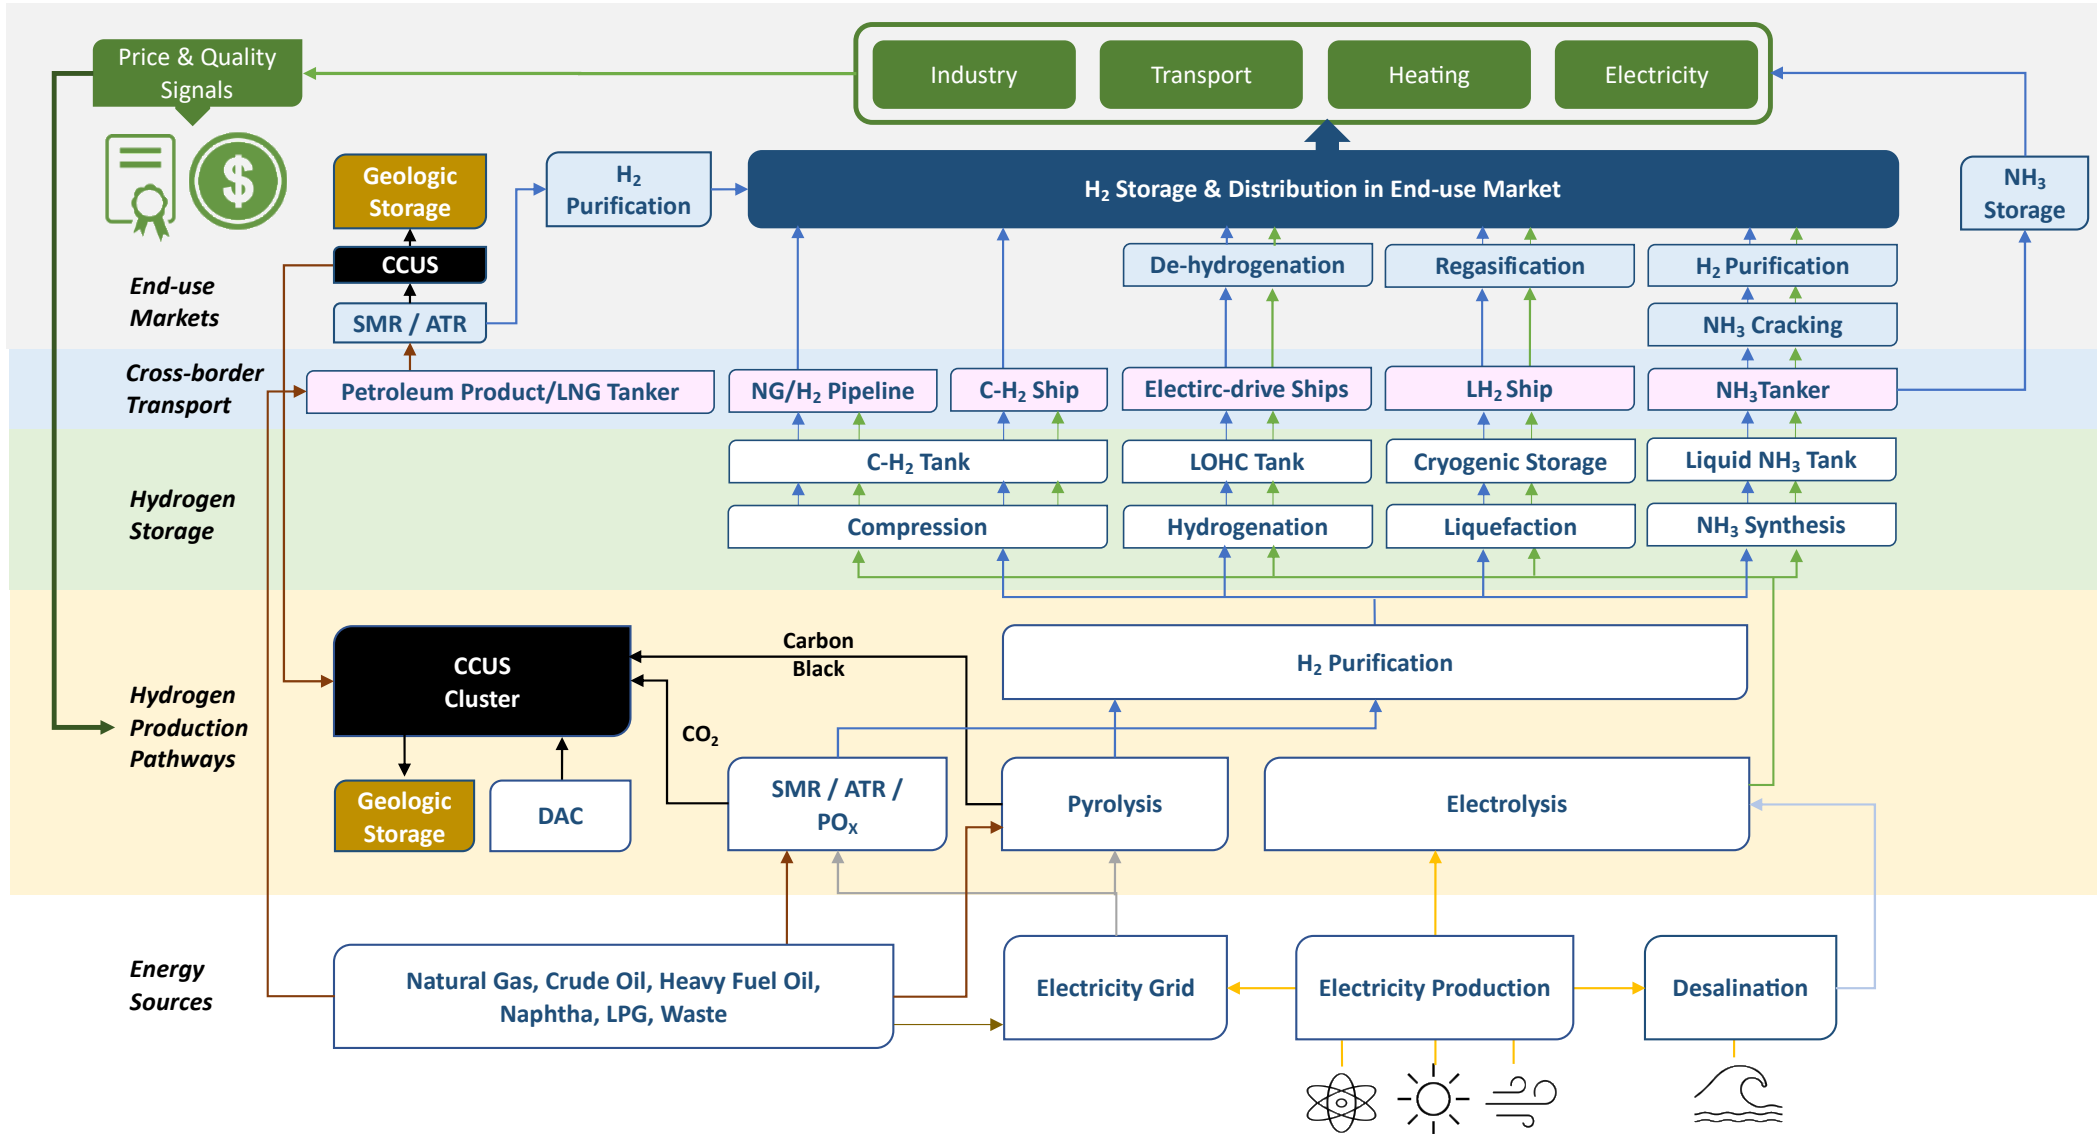 Price & Quality
Signals
Industry
Transport
Heating
Electricity
$
Geologic
Storage
H₂
Purification
H₂ Storage & Distribution in End-use Market
NH₃
Storage
CCUS
De-hydrogenation
Regasification
H₂ Purification
End-use
Markets
SMR / ATR
NH₃ Cracking
Cross-border
Transport
Petroleum Product/LNG Tanker
NG/H₂ Pipeline
C-H₂ Ship
Electirc-drive Ships
LH₂ Ship
NH₃Tanker
C-H₂ Tank
LOHC Tank
Cryogenic Storage
Liquid NH₃ Tank
Hydrogen
Storage
Compression
Hydrogenation
Liquefaction
NH₃ Synthesis
CCUS
Cluster
Carbon
Black
H₂ Purification
Hydrogen
Production
Pathways
CO₂
Geologic
Storage
DAC
SMR / ATR /
POₓ
Pyrolysis
Electrolysis
Energy
Sources
Natural Gas, Crude Oil, Heavy Fuel Oil,
Naphtha, LPG, Waste
Electricity Grid
Electricity Production
Desalination